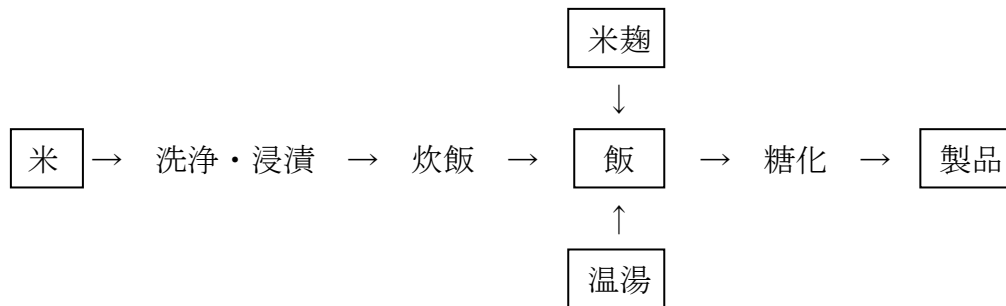 米麹
↓
米 → 洗浄・浸漬 → 炊飯 → 飯 → 糖化 → 製品
↑
温湯